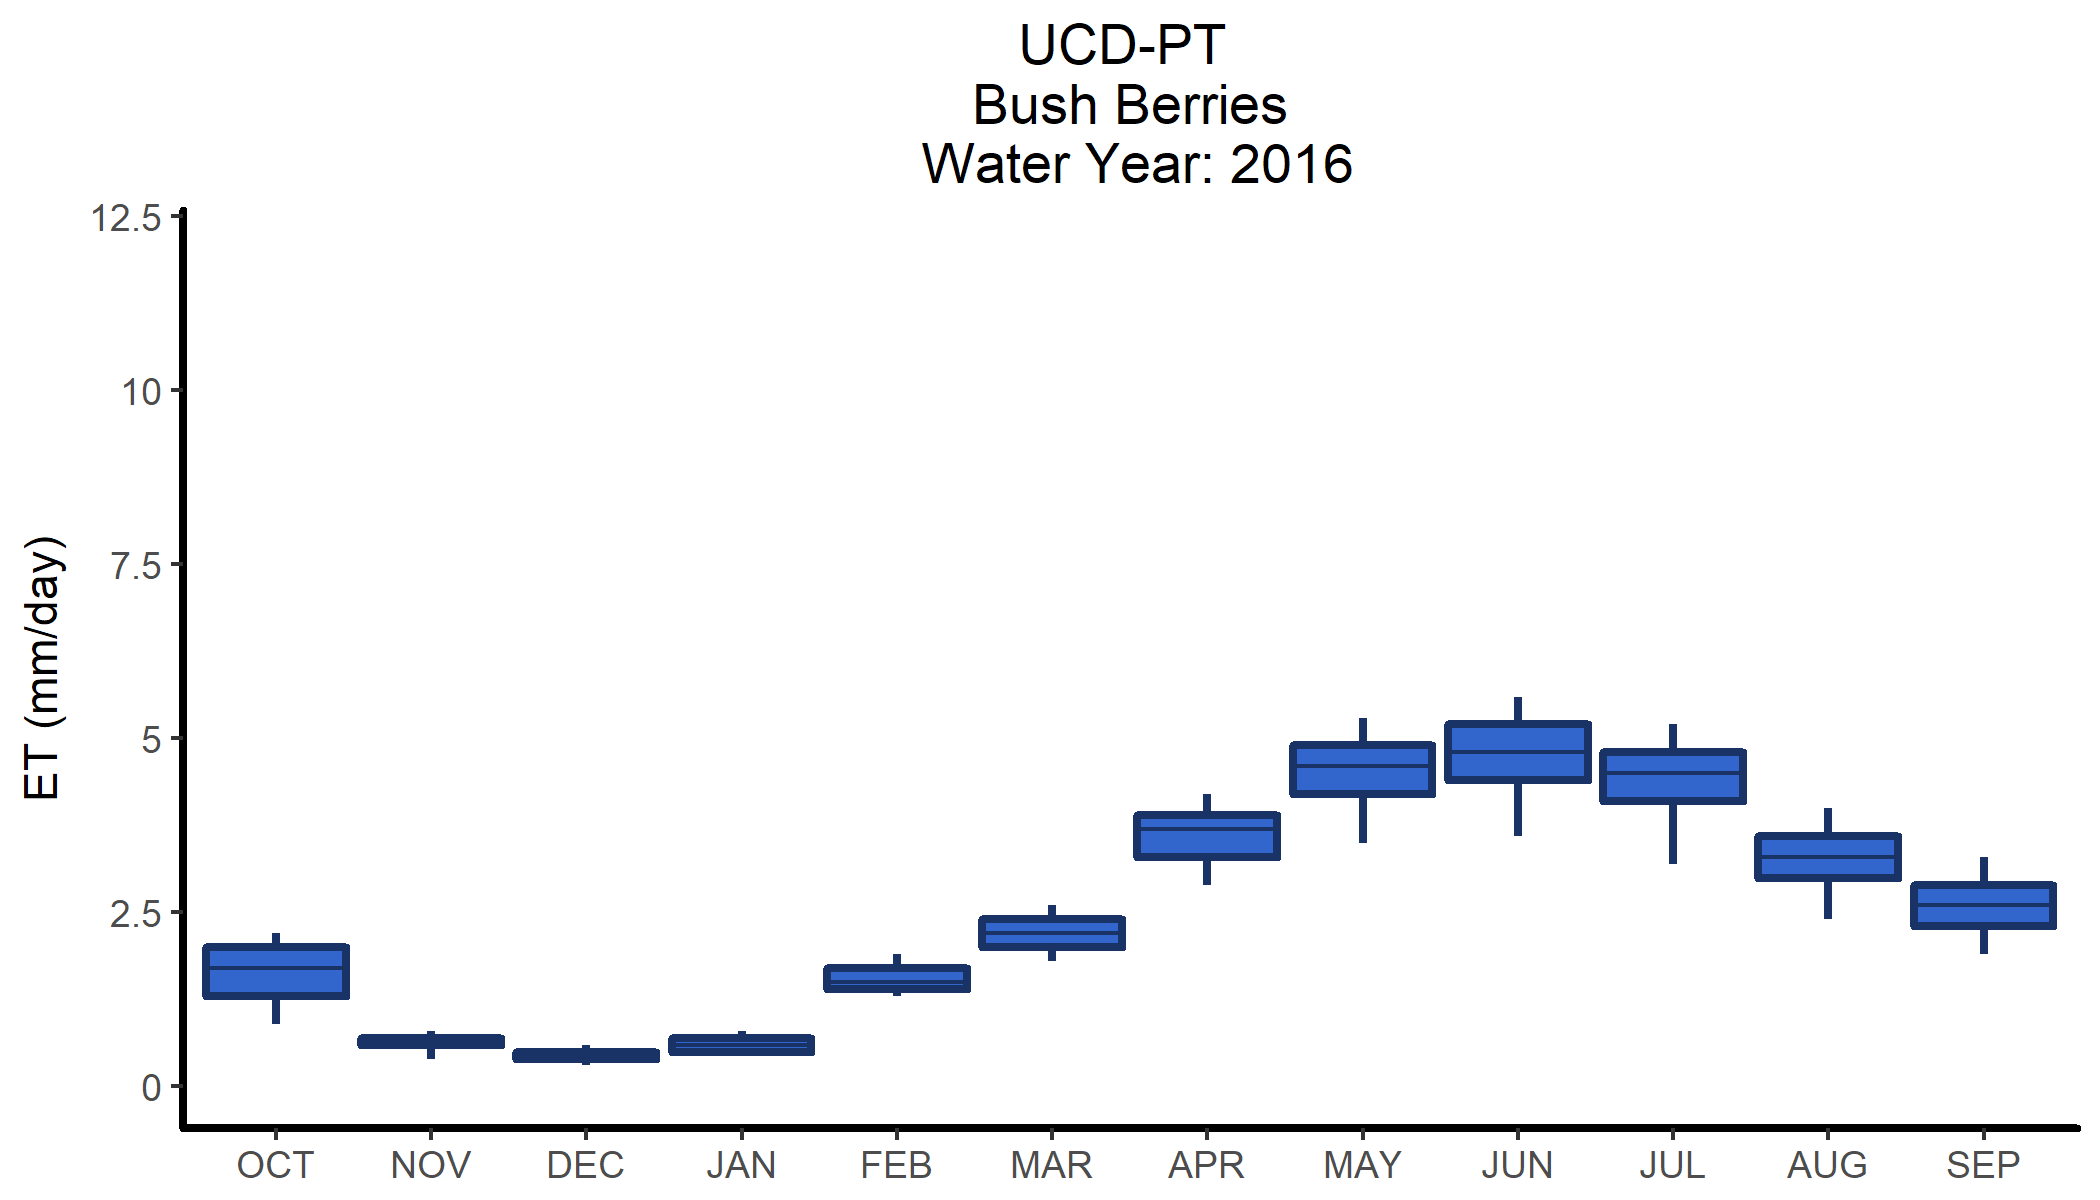 UCD-PT
Bush Berries
Water Year: 2016
12.5
10
7.5
5
2.5
0
ET (mm/day)
OCT NOV DEC JAN FEB MAR APR MAY JUN JUL AUG SEP